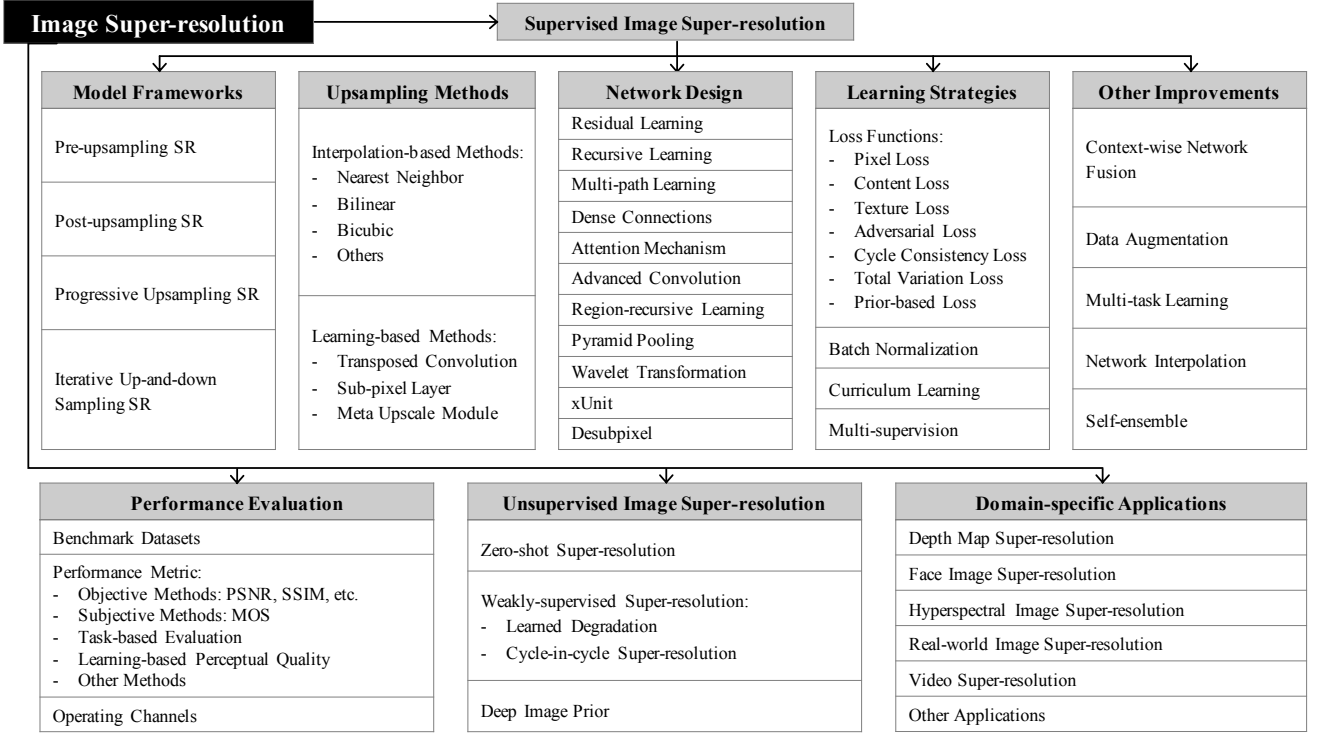 Image Super-resolution
Supervised Image Super-resolution
Model Frameworks
Pre-upsampling SR
Post-upsampling SR
Progressive Upsampling SR
Iterative Up-and-down
Sampling SR
Upsampling Methods
Interpolation-based Methods:
- Nearest Neighbor
- Bilinear
- Bicubic
- Others
Learning-based Methods:
- Transposed Convolution
- Sub-pixel Layer
- Meta Upscale Module
Network Design
Residual Learning
Recursive Learning
Multi-path Learning
Dense Connections
Attention Mechanism
Advanced Convolution
Region-recursive Learning
Pyramid Pooling
Wavelet Transformation
xUnit
Desubpixel
Learning Strategies
Loss Functions:
- Pixel Loss
- Content Loss
- Texture Loss
- Adversarial Loss
- Cycle Consistency Loss
- Total Variation Loss
- Prior-based Loss
Batch Normalization
Curriculum Learning
Multi-supervision
Other Improvements
Context-wise Network
Fusion
Data Augmentation
Multi-task Learning
Network Interpolation
Self-ensemble
Performance Evaluation
Benchmark Datasets
Performance Metric:
- Objective Methods: PSNR, SSIM, etc.
- Subjective Methods: MOS
- Task-based Evaluation
- Learning-based Perceptual Quality
- Other Methods
Operating Channels
Unsupervised Image Super-resolution
Zero-shot Super-resolution
Weakly-supervised Super-resolution:
- Learned Degradation
- Cycle-in-cycle Super-resolution
Deep Image Prior
Domain-specific Applications
Depth Map Super-resolution
Face Image Super-resolution
Hyperspectral Image Super-resolution
Real-world Image Super-resolution
Video Super-resolution
Other Applications